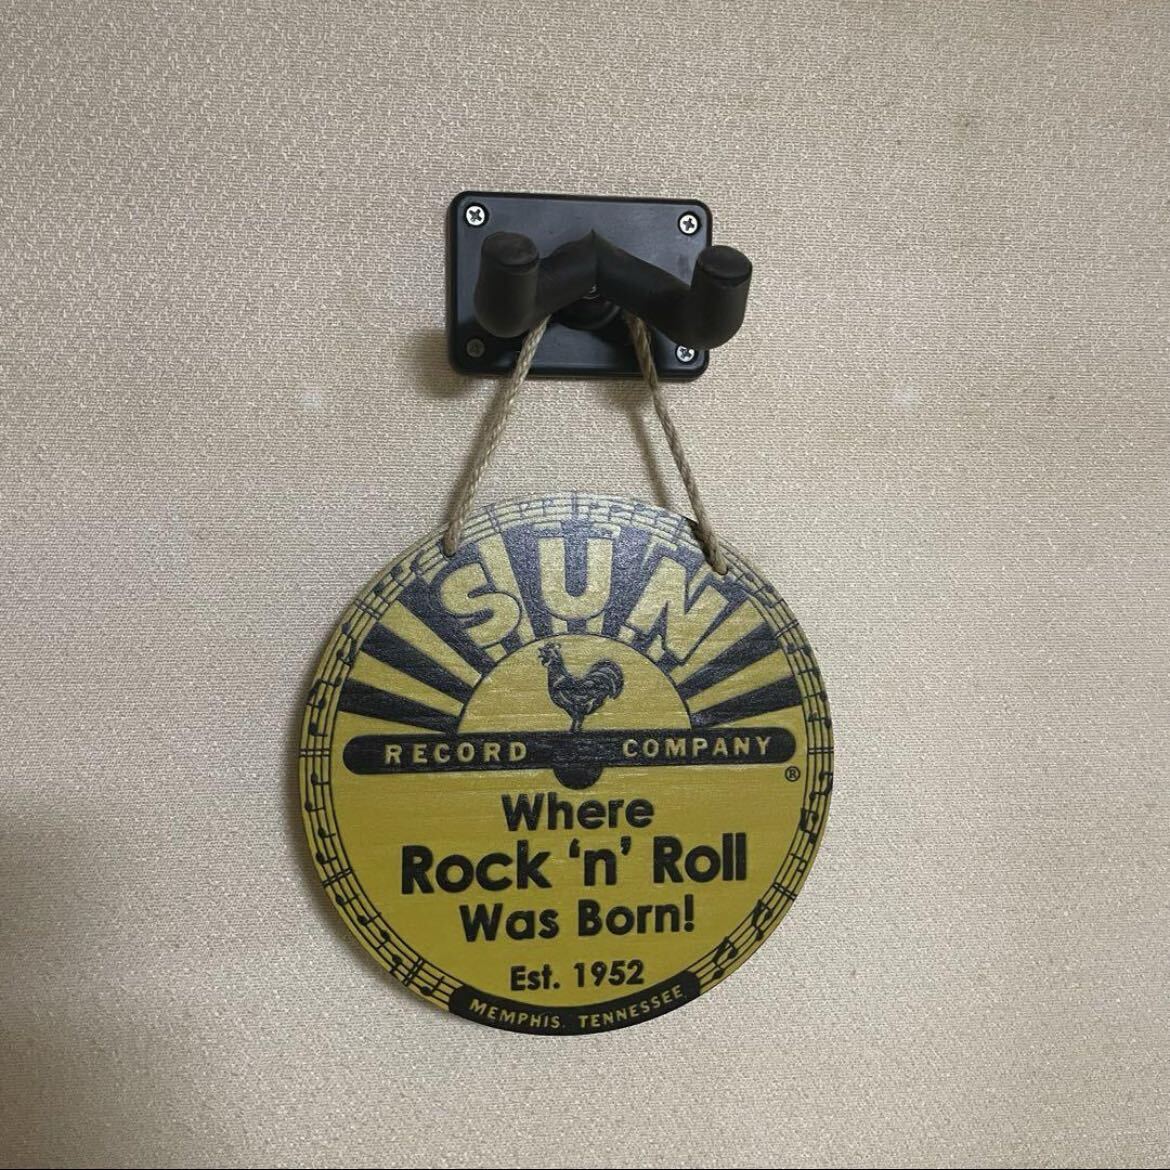 SUN
RECORD COMPANY
®
Where
Rock 'n' Roll
Was Born!
Est. 1952
MEMPHIS, TENNESSEE